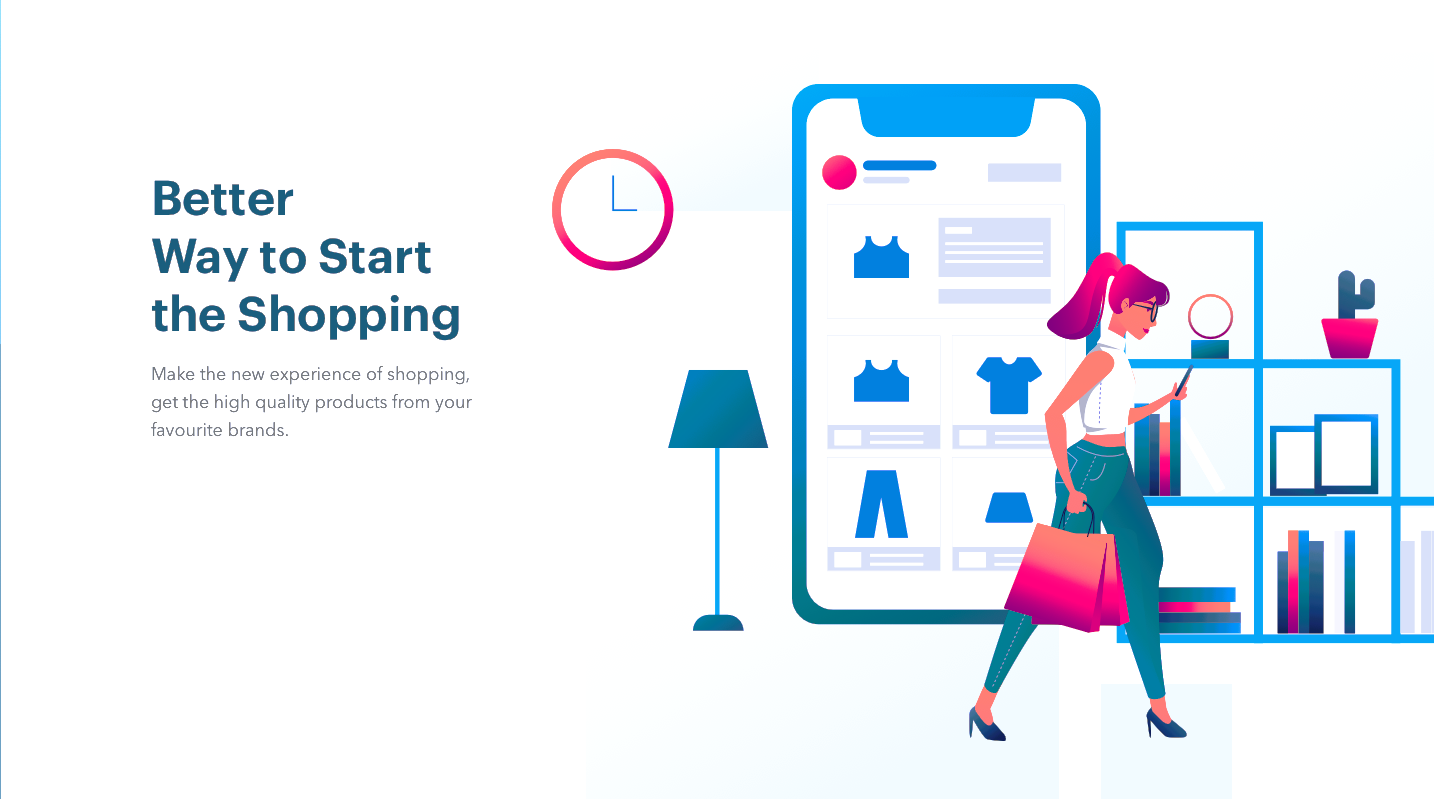 Better
Way to Start
the Shopping
Make the new experience of shopping,
get the high quality products from your
favourite brands.